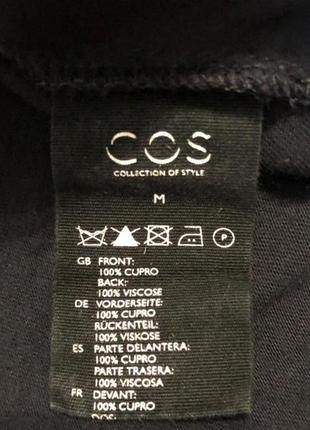 COS
COLLECTION OF STYLE
M
P
GB FRONT:
100% CUPRO
BACK:
100% VISCOSE
DE VORDERSEITE:
100% CUPRO
RÜCKENTEIL:
100% VISKOSE
ES PARTE DELANTERA:
100% CUPRO
PARTE TRASERA:
100% VISCOSA
FR DEVANT:
100% CUPRO
DOS: